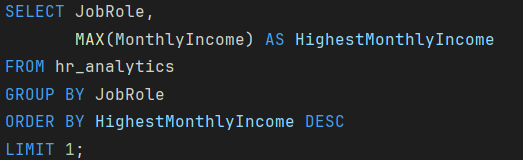 SELECT JobRole,
       MAX(MonthlyIncome) AS HighestMonthlyIncome
FROM hr_analytics
GROUP BY JobRole
ORDER BY HighestMonthlyIncome DESC
LIMIT 1;